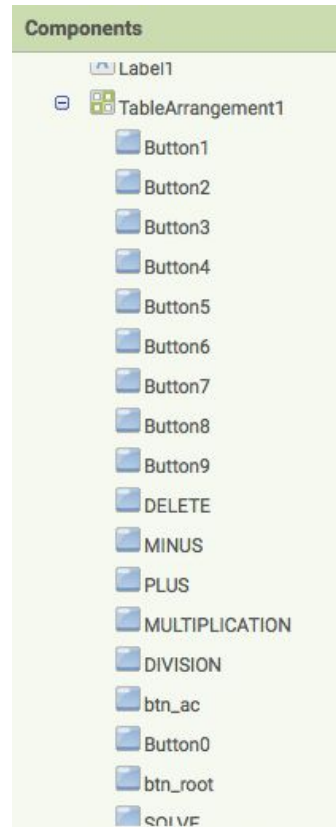 Components
Label1
TableArrangement1
Button1
Button2
Button3
Button4
Button5
Button6
Button7
Button8
Button9
DELETE
MINUS
PLUS
MULTIPLICATION
DIVISION
btn_ac
Button0
btn_root
SOLVE